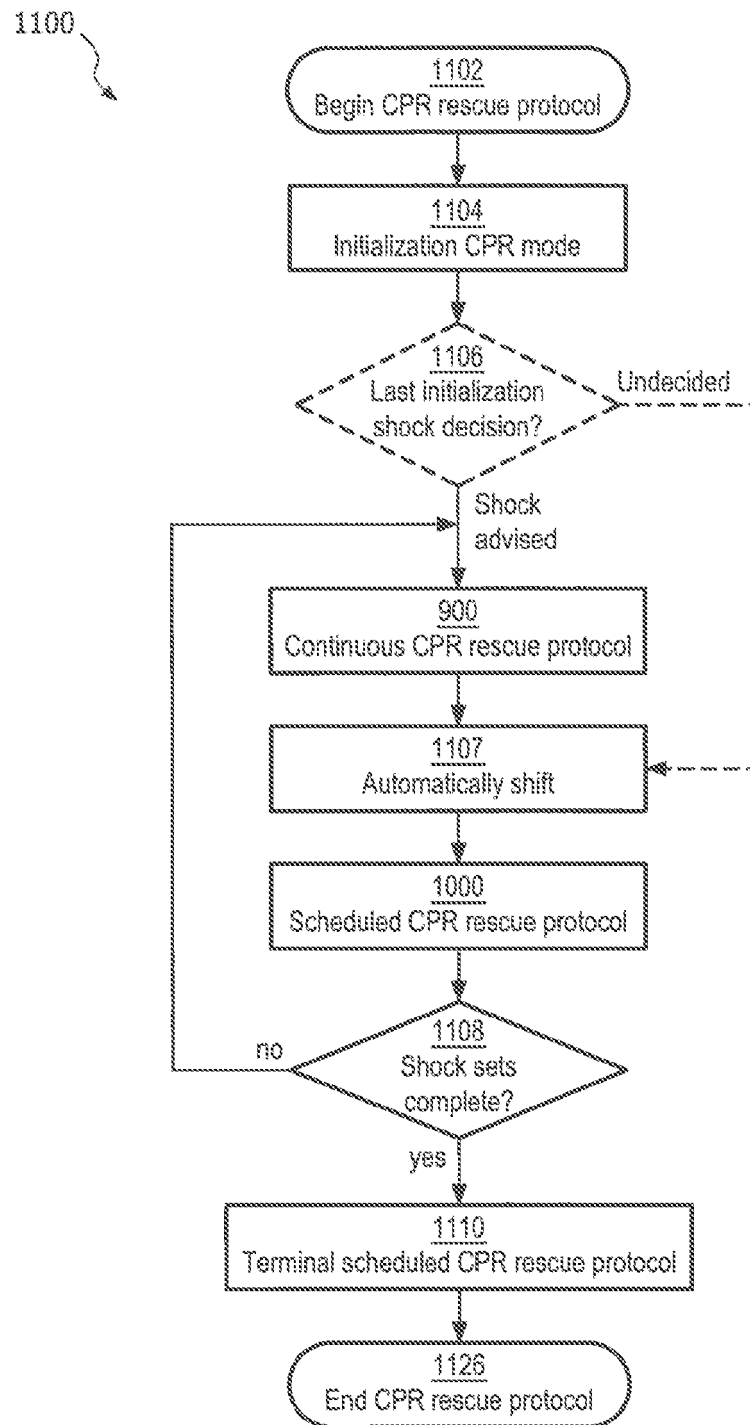 1100
1102
Begin CPR rescue protocol
1104
Initialization CPR mode
1106
Last initialization
shock decision?
Undecided
Shock
advised
900
Continuous CPR rescue protocol
1107
Automatically shift
1000
Scheduled CPR rescue protocol
1108
Shock sets
complete?
no
yes
1110
Terminal scheduled CPR rescue protocol
1126
End CPR rescue protocol